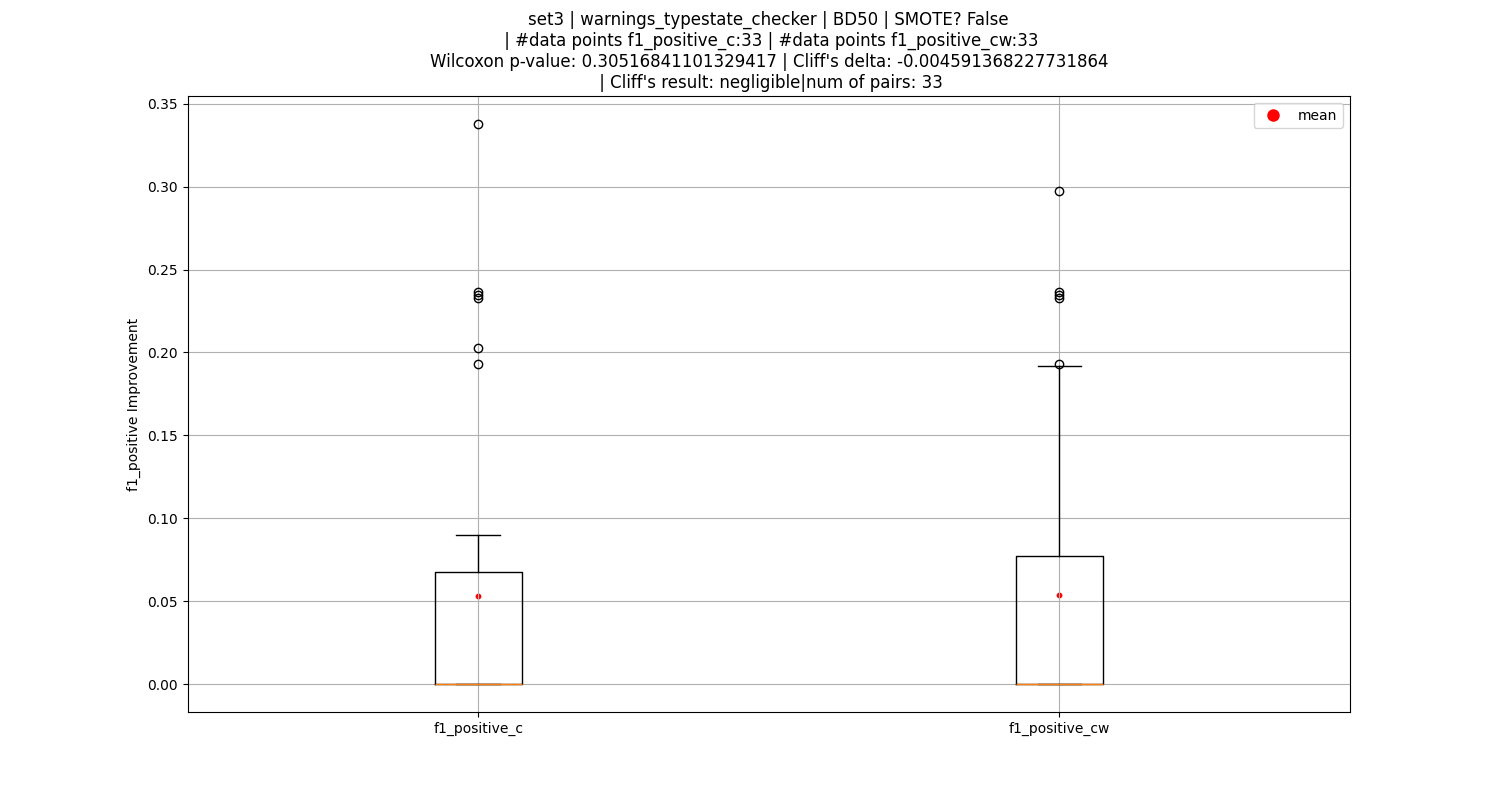 set3 | warnings_typestate_checker | BD50 | SMOTE? False
| #data points f1_positive_c:33 | #data points f1_positive_cw:33
Wilcoxon p-value: 0.30516841101329417 | Cliff's delta: -0.004591368227731864
| Cliff's result: negligible|num of pairs: 33
mean
0.35
0.30
0.25
0.20
0.15
0.10
0.05
0.00
f1_positive Improvement
f1_positive_c
f1_positive_cw